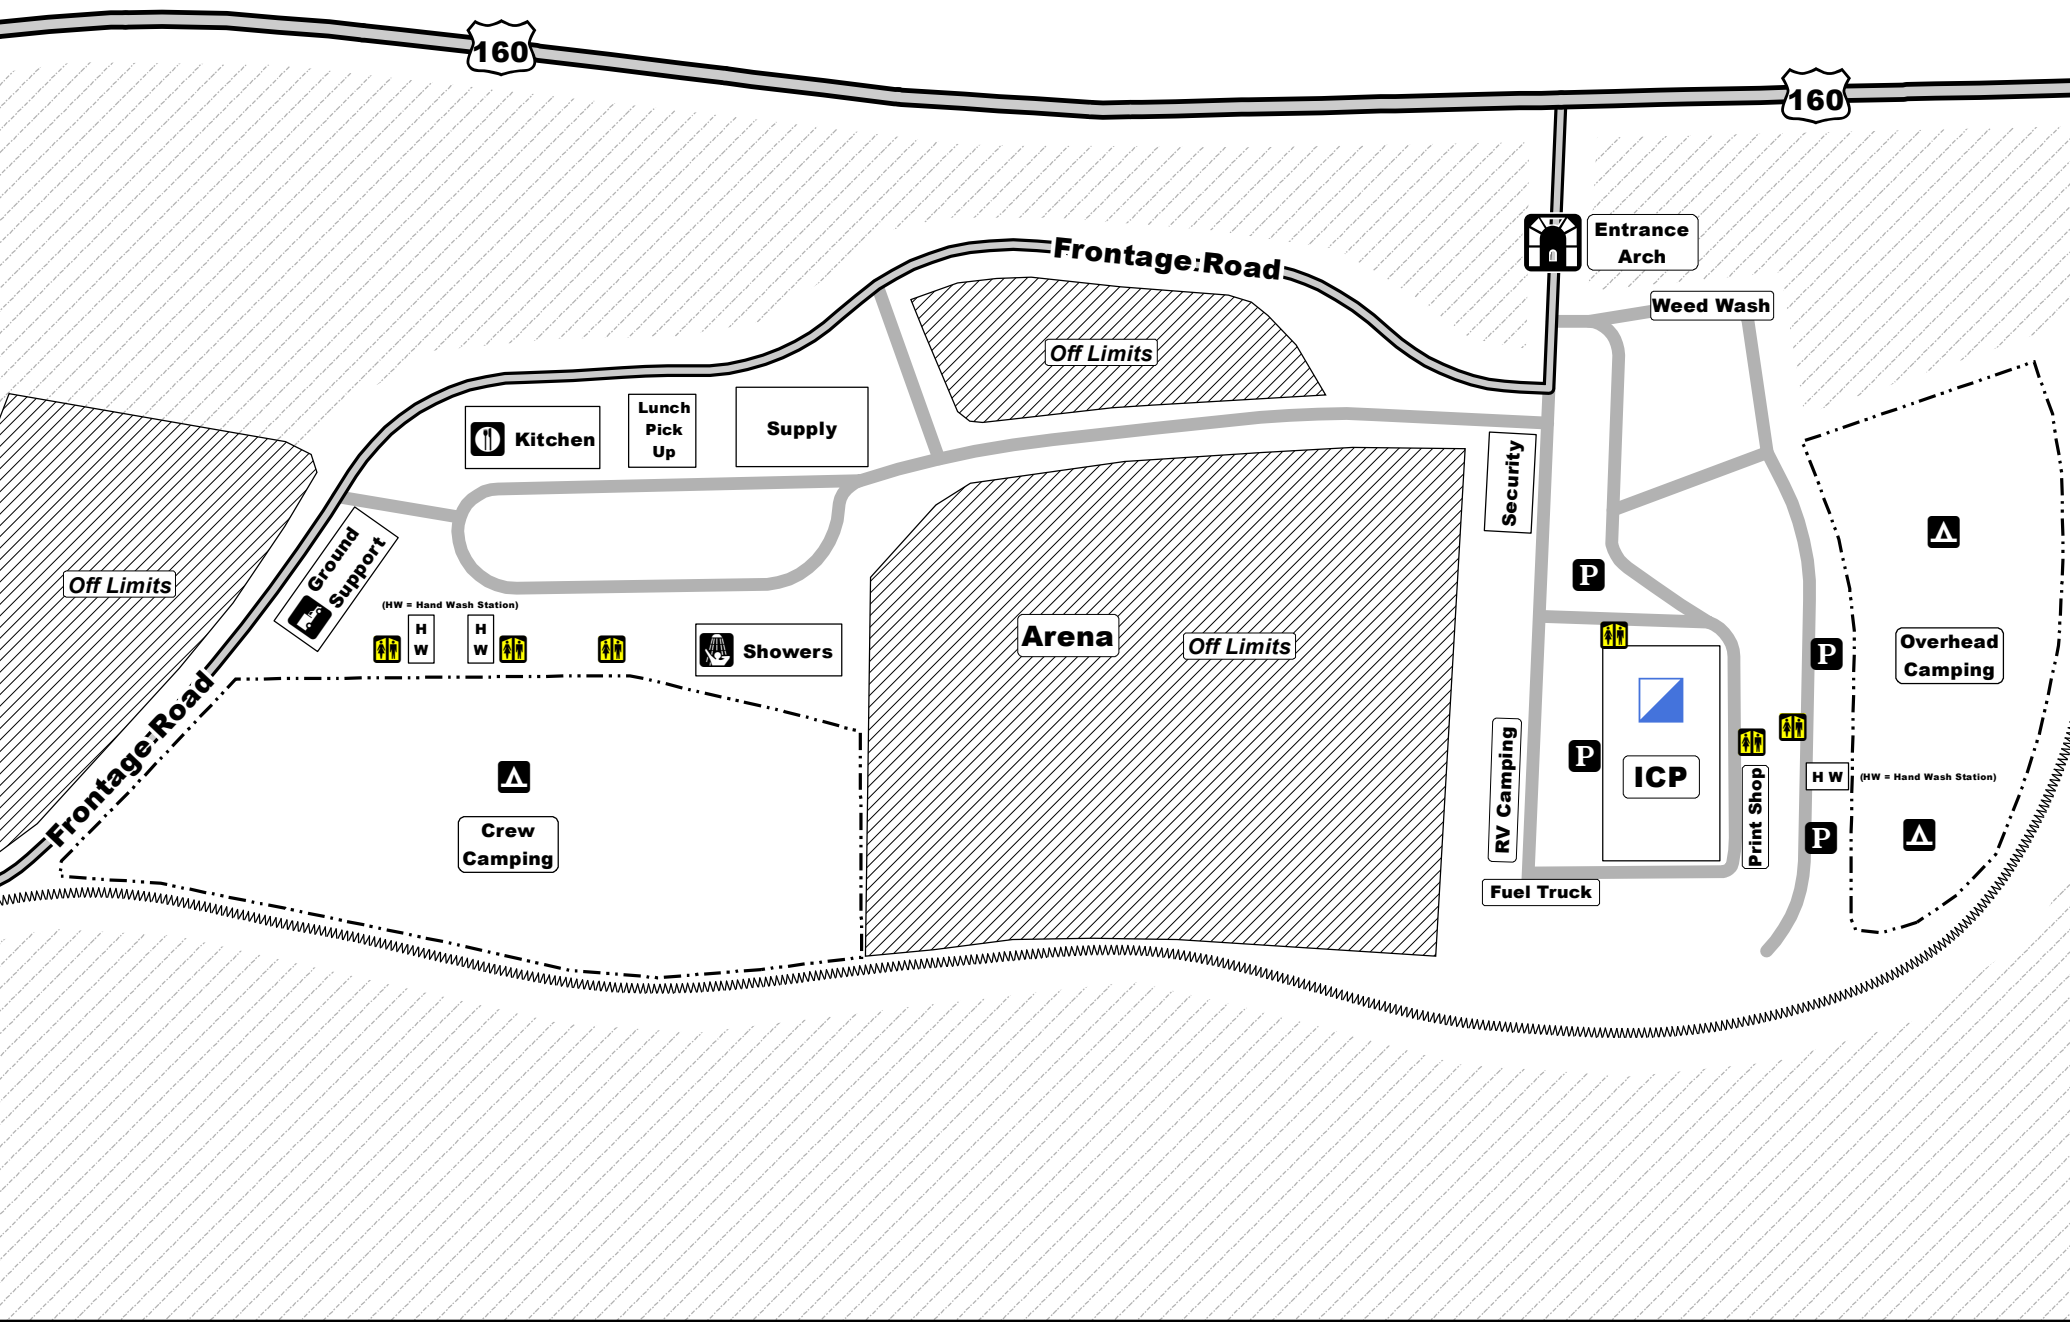 160
160
Entrance
Arch
Frontage Road
Weed Wash
Off Limits
Lunch
Pick
Up
Kitchen
Supply
Security
Ground
Support
Off Limits
(HW = Hand Wash Station)
H
W
H
W
Showers
Arena
Off Limits
P
P
Overhead
Camping
Frontage Road
RV Camping
P
ICP
Print Shop
H W
(HW = Hand Wash Station)
P
Crew
Camping
Fuel Truck